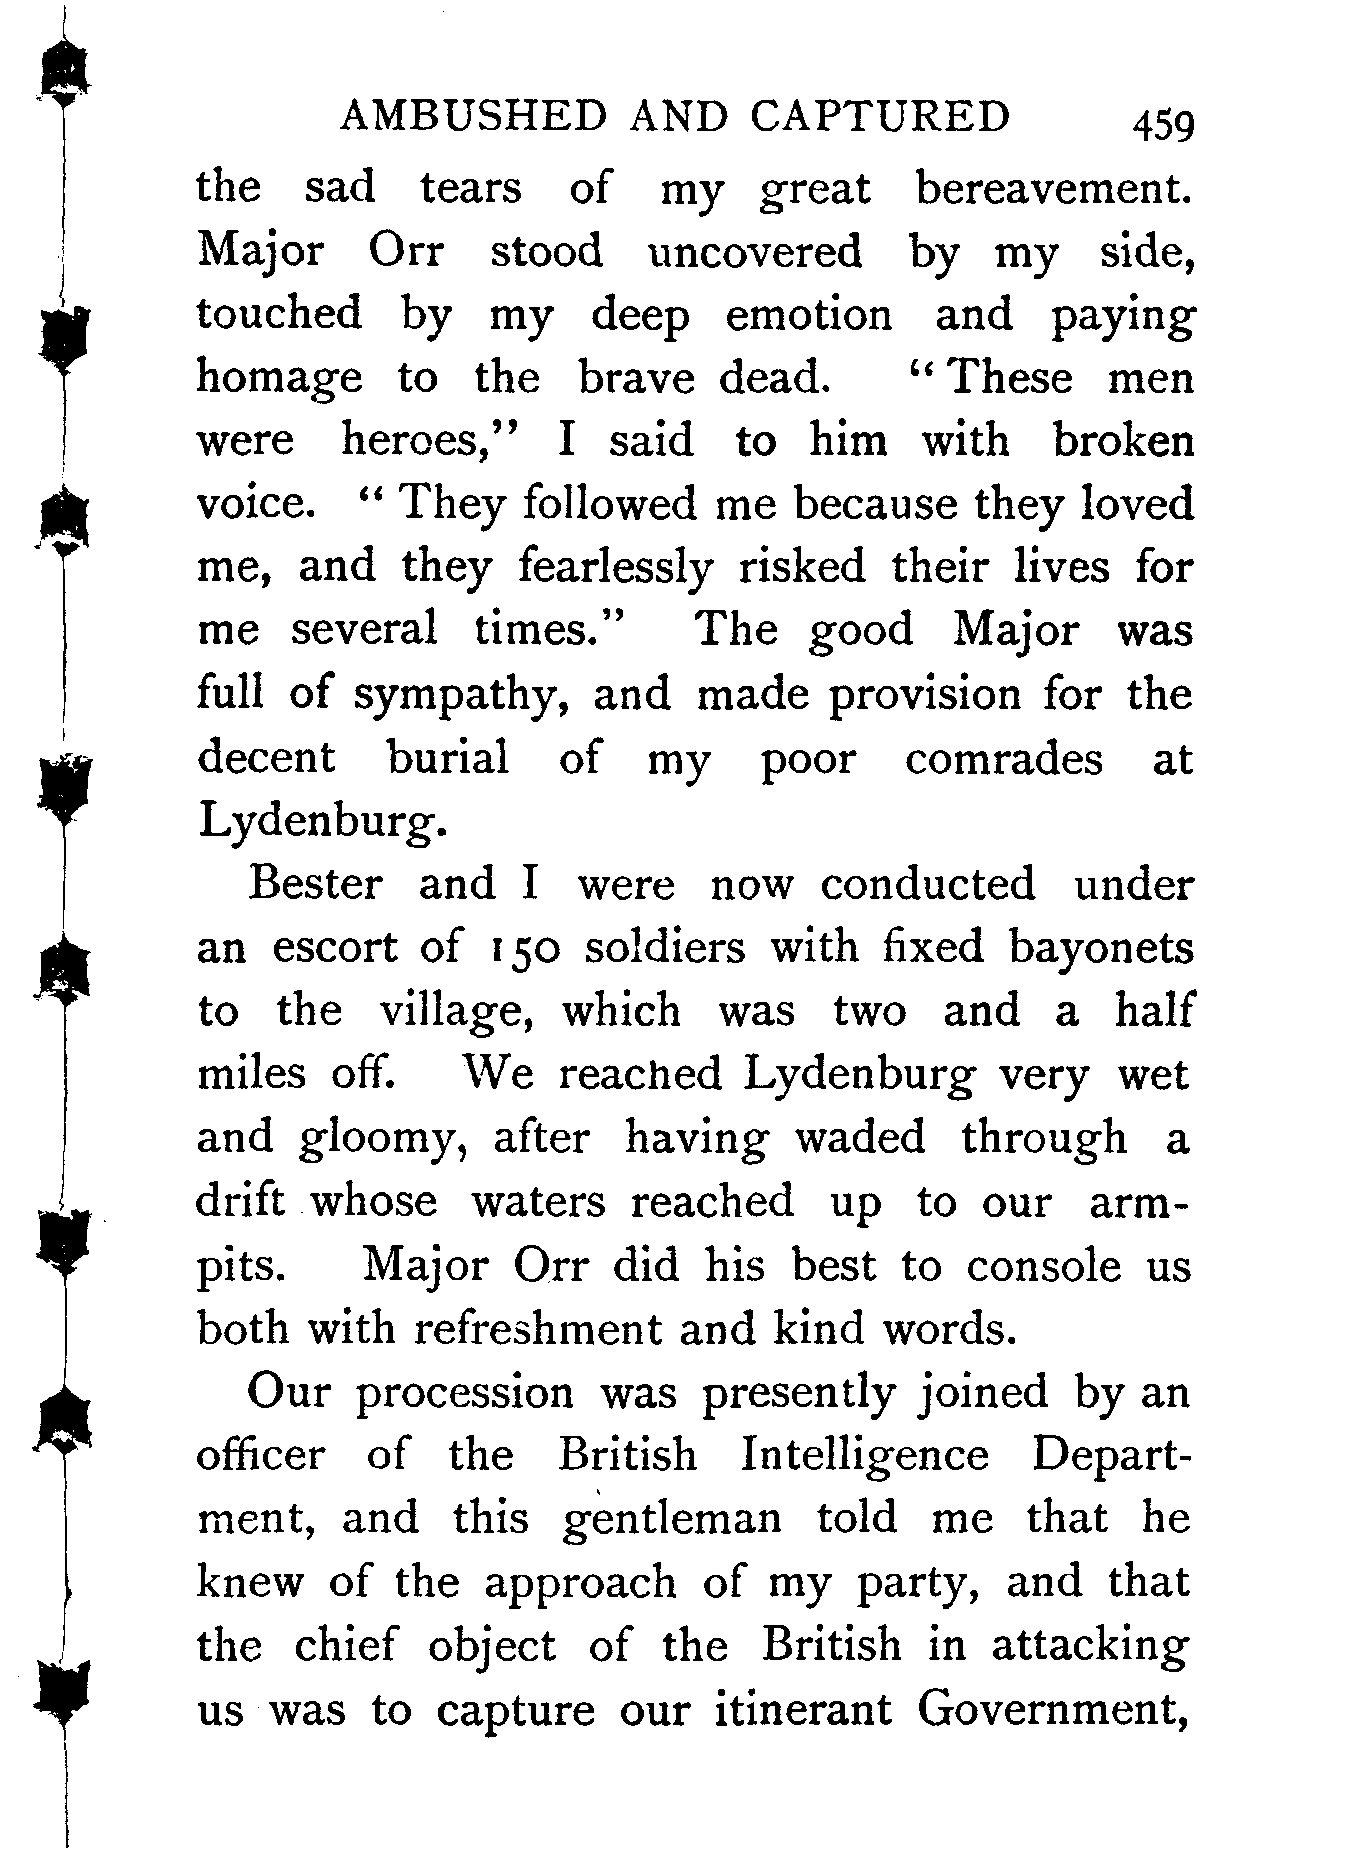 AMBUSHED AND CAPTURED 459
the sad tears of my great bereavement.
Major Orr stood uncovered by my side,
touched by my deep emotion and paying
homage to the brave dead. “ These men
were heroes,” I said to him with broken
voice. “ They followed me because they loved
me, and they fearlessly risked their lives for
me several times.” The good Major was
full of sympathy, and made provision for the
decent burial of my poor comrades at
Lydenburg.
Bester and I were now conducted under
an escort of 150 soldiers with fixed bayonets
to the village, which was two and a half
miles off. We reached Lydenburg very wet
and gloomy, after having waded through a
drift whose waters reached up to our arm-
pits. Major Orr did his best to console us
both with refreshment and kind words.
Our procession was presently joined by an
officer of the British Intelligence Depart-
ment, and this gentleman told me that he
knew of the approach of my party, and that
the chief object of the British in attacking
us was to capture our itinerant Government,